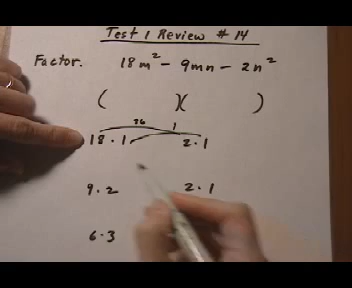 Test 1 Review # 14
Factor. 18m² - 9mn - 2n²
(          )(          )
36 1
18 · 1 2 · 1
9 · 2 2 · 1
6 · 3